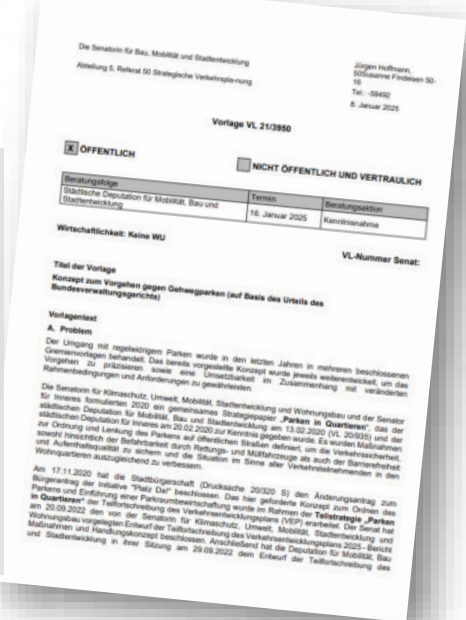 Die Senatorin für Bau, Mobilität und Stadtentwicklung
Abteilung 5, Referat 50 Strategische Verkehrspla-nung
Jürgen Hoffmann,
50Susanne Findeisen 50-
16
Tel.: -59492
8. Januar 2025
Vorlage VL 21/3950
X ÖFFENTLICH
NICHT ÖFFENTLICH UND VERTRAULICH
Beratungsfolge Termin Beratungsaktion
Städtische Deputation für Mobilität, Bau und
Stadtentwicklung 16. Januar 2025 Kenntnisnahme
Wirtschaftlichkeit: Keine WU
VL-Nummer Senat:
Titel der Vorlage
Konzept zum Vorgehen gegen Gehwegparken (auf Basis des Urteils des
Bundesverwaltungsgerichts)
Vorlagentext
A. Problem
Der Umgang mit regelwidrigem Parken wurde in den letzten Jahren in mehreren beschlossenen
Gremienvorlagen behandelt. Das bereits vorgestellte Konzept wurde jeweils weiterentwickelt, um das
Vorgehen zu präzisieren sowie eine Umsetzbarkeit im Zusammenhang mit veränderten
Rahmenbedingungen und Anforderungen zu gewährleisten.
Die Senatorin für Klimaschutz, Umwelt, Mobilität, Stadtentwicklung und Wohnungsbau und der Senator
für Inneres formulierten 2020 ein gemeinsames Strategiepapier „Parken in Quartieren", das der
städtischen Deputation für Mobilität, Bau und Stadtentwicklung am 13.02.2020 (VL 20/935) und der
städtischen Deputation für Inneres am 20.02.2020 zur Kenntnis gegeben wurde. Es wurden Maßnahmen
zur Ordnung und Lenkung des Parkens auf öffentlichen Straßen definiert, um die Verkehrssicherheit,
sowohl hinsichtlich der Befahrbarkeit durch Rettungs- und Müllfahrzeuge als auch der Barrierefreiheit
und Aufenthaltsqualität zu sichern und die Situation im Sinne aller Verkehrsteilnehmenden in den
Wohnquartieren auszugleichend zu verbessern.
Am 17.11.2020 hat die Stadtbürgerschaft (Drucksache 20/320 S) den Änderungsantrag zum
Bürgerantrag der Initiative "Platz Da!" beschlossen. Das hier geforderte Konzept zum Ordnen des
Parkens und Einführung einer Parkraumbewirtschaftung wurde im Rahmen der Teilstrategie „Parken
in Quartieren" der Teilfortschreibung des Verkehrsentwicklungsplans (VEP) erarbeitet. Der Senat hat
am 20.09.2022 den von der Senatorin für Klimaschutz, Umwelt, Mobilität, Stadtentwicklung und
Wohnungsbau vorgelegten Entwurf der Teilfortschreibung des Verkehrsentwicklungsplans 2025 - Bericht
Maßnahmen und Handlungskonzept beschlossen. Anschließend hat die Deputation für Mobilität, Bau
und Stadtentwicklung in ihrer Sitzung am 29.09.2022 dem Entwurf der Teilfortschreibung des